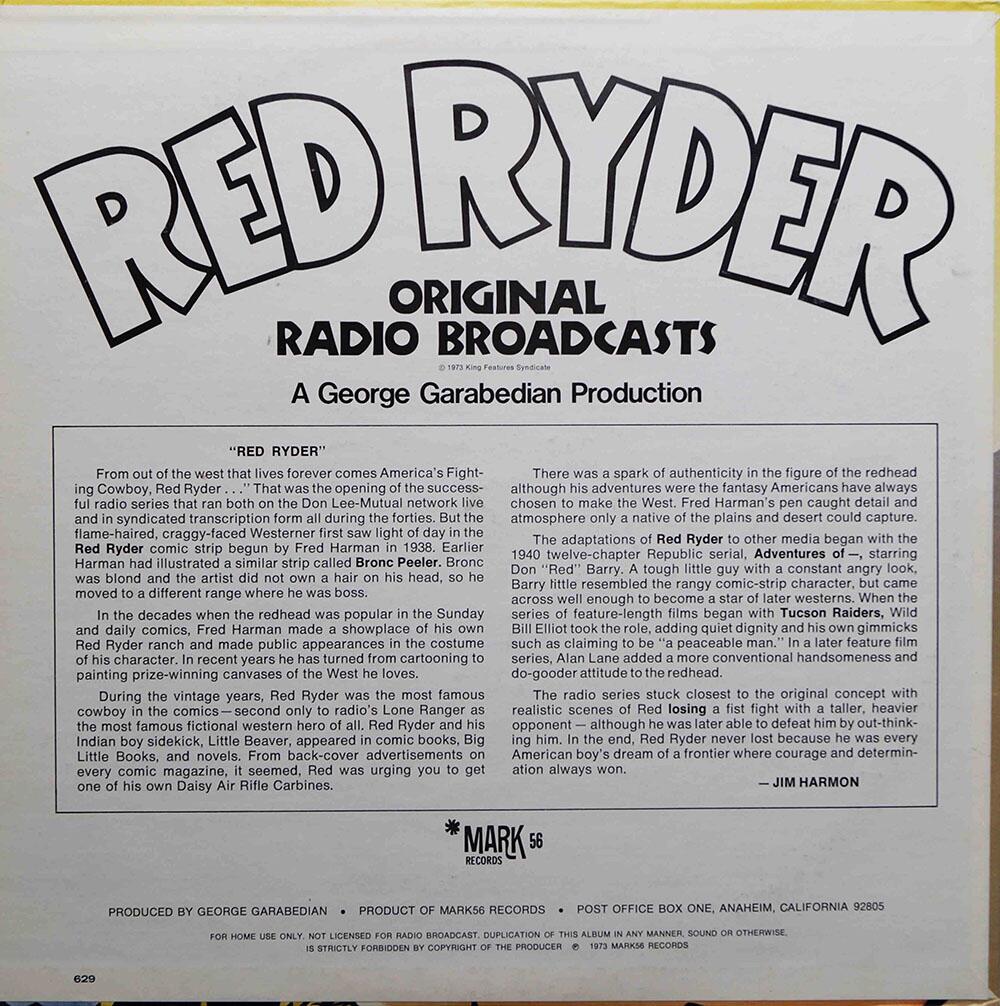 RED RYDER
ORIGINAL
RADIO BROADCASTS
© 1973 King Features Syndicate
A George Garabedian Production
"RED RYDER"
From out of the west that lives forever comes America's Fight-
ing Cowboy, Red Ryder . . ." That was the opening of the success-
ful radio series that ran both on the Don Lee-Mutual network live
and in syndicated transcription form all during the forties. But the
flame-haired, craggy-faced Westerner first saw light of day in the
Red Ryder comic strip begun by Fred Harman in 1938. Earlier
Harman had illustrated a similar strip called Bronc Peeler. Bronc
was blond and the artist did not own a hair on his head, so he
moved to a different range where he was boss.
In the decades when the redhead was popular in the Sunday
and daily comics, Fred Harman made a showplace of his own
Red Ryder ranch and made public appearances in the costume
of his character. In recent years he has turned from cartooning to
painting prize-winning canvases of the West he loves.
During the vintage years, Red Ryder was the most famous
cowboy in the comics—second only to radio's Lone Ranger as
the most famous fictional western hero of all. Red Ryder and his
Indian boy sidekick, Little Beaver, appeared in comic books, Big
Little Books, and novels. From back-cover advertisements on
every comic magazine, it seemed, Red was urging you to get
one of his own Daisy Air Rifle Carbines.
There was a spark of authenticity in the figure of the redhead
although his adventures were the fantasy Americans have always
chosen to make the West. Fred Harman's pen caught detail and
atmosphere only a native of the plains and desert could capture.
The adaptations of Red Ryder to other media began with the
1940 twelve-chapter Republic serial, Adventures of —, starring
Don "Red" Barry. A tough little guy with a constant angry look,
Barry little resembled the rangy comic-strip character, but came
across well enough to become a star of later westerns. When the
series of feature-length films began with Tucson Raiders, Wild
Bill Elliot took the role, adding quiet dignity and his own gimmicks
such as claiming to be "a peaceable man." In a later feature film
series, Alan Lane added a more conventional handsomeness and
do-gooder attitude to the redhead.
The radio series stuck closest to the original concept with
realistic scenes of Red losing a fist fight with a taller, heavier
opponent — although he was later able to defeat him by out-think-
ing him. In the end, Red Ryder never lost because he was every
American boy's dream of a frontier where courage and determin-
ation always won.
— JIM HARMON
* MARK 56
RECORDS
PRODUCED BY GEORGE GARABEDIAN • PRODUCT OF MARK56 RECORDS • POST OFFICE BOX ONE, ANAHEIM, CALIFORNIA 92805
FOR HOME USE ONLY. NOT LICENSED FOR RADIO BROADCAST. DUPLICATION OF THIS ALBUM IN ANY MANNER, SOUND OR OTHERWISE,
IS STRICTLY FORBIDDEN BY COPYRIGHT OF THE PRODUCER ℗ 1973 MARK56 RECORDS
629